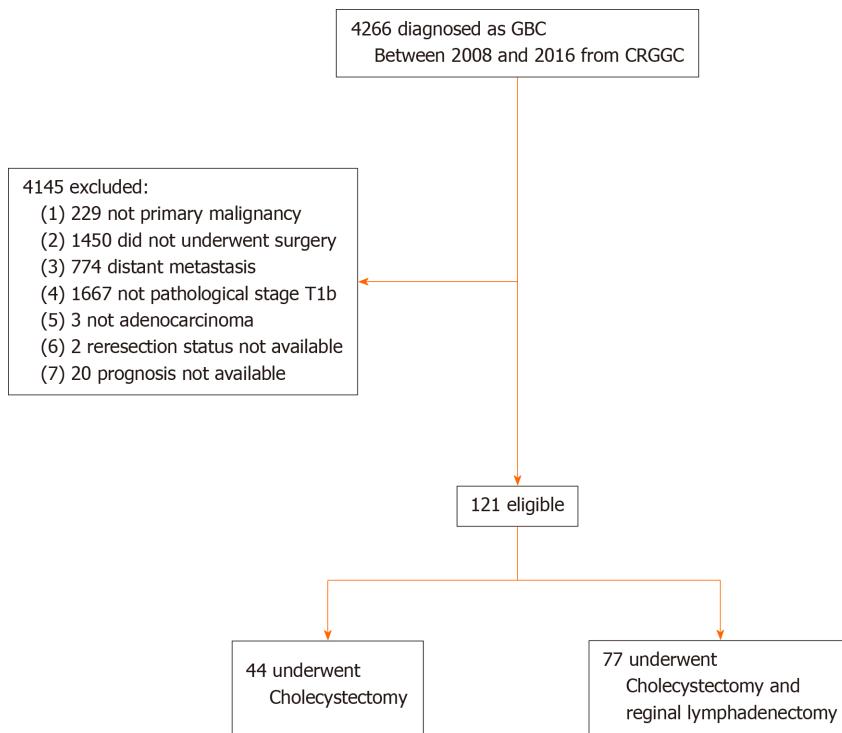 4266 diagnosed as GBC
Between 2008 and 2016 from CRGGC
4145 excluded:
(1) 229 not primary malignancy
(2) 1450 did not underwent surgery
(3) 774 distant metastasis
(4) 1667 not pathological stage T1b
(5) 3 not adenocarcinoma
(6) 2 reresection status not available
(7) 20 prognosis not available
121 eligible
44 underwent
Cholecystectomy
77 underwent
Cholecystectomy and
reginal lymphadenectomy